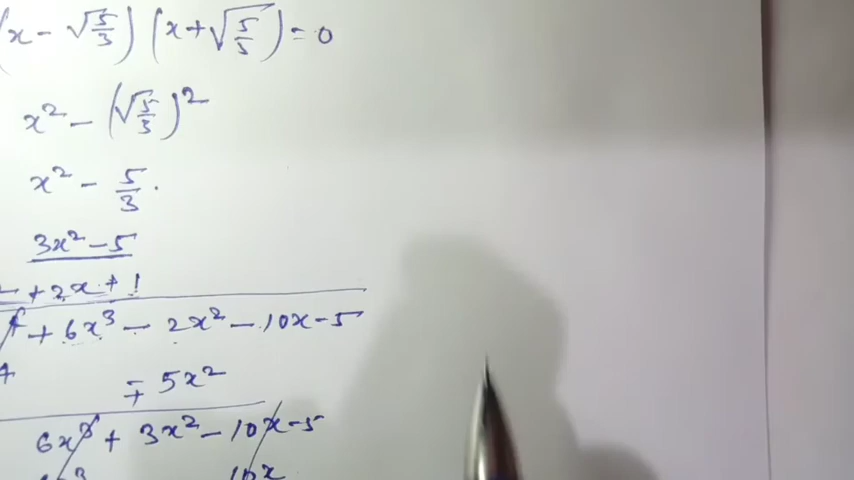 (x - √5/3) (x + √5/5) = 0
x² - (√5/3)²
x² - 5/3.
3x² - 5
+ 2x + 1
+ 6x³ - 2x² - 10x - 5
∓ 5x²
6x³ + 3x² - 10x - 5
10x